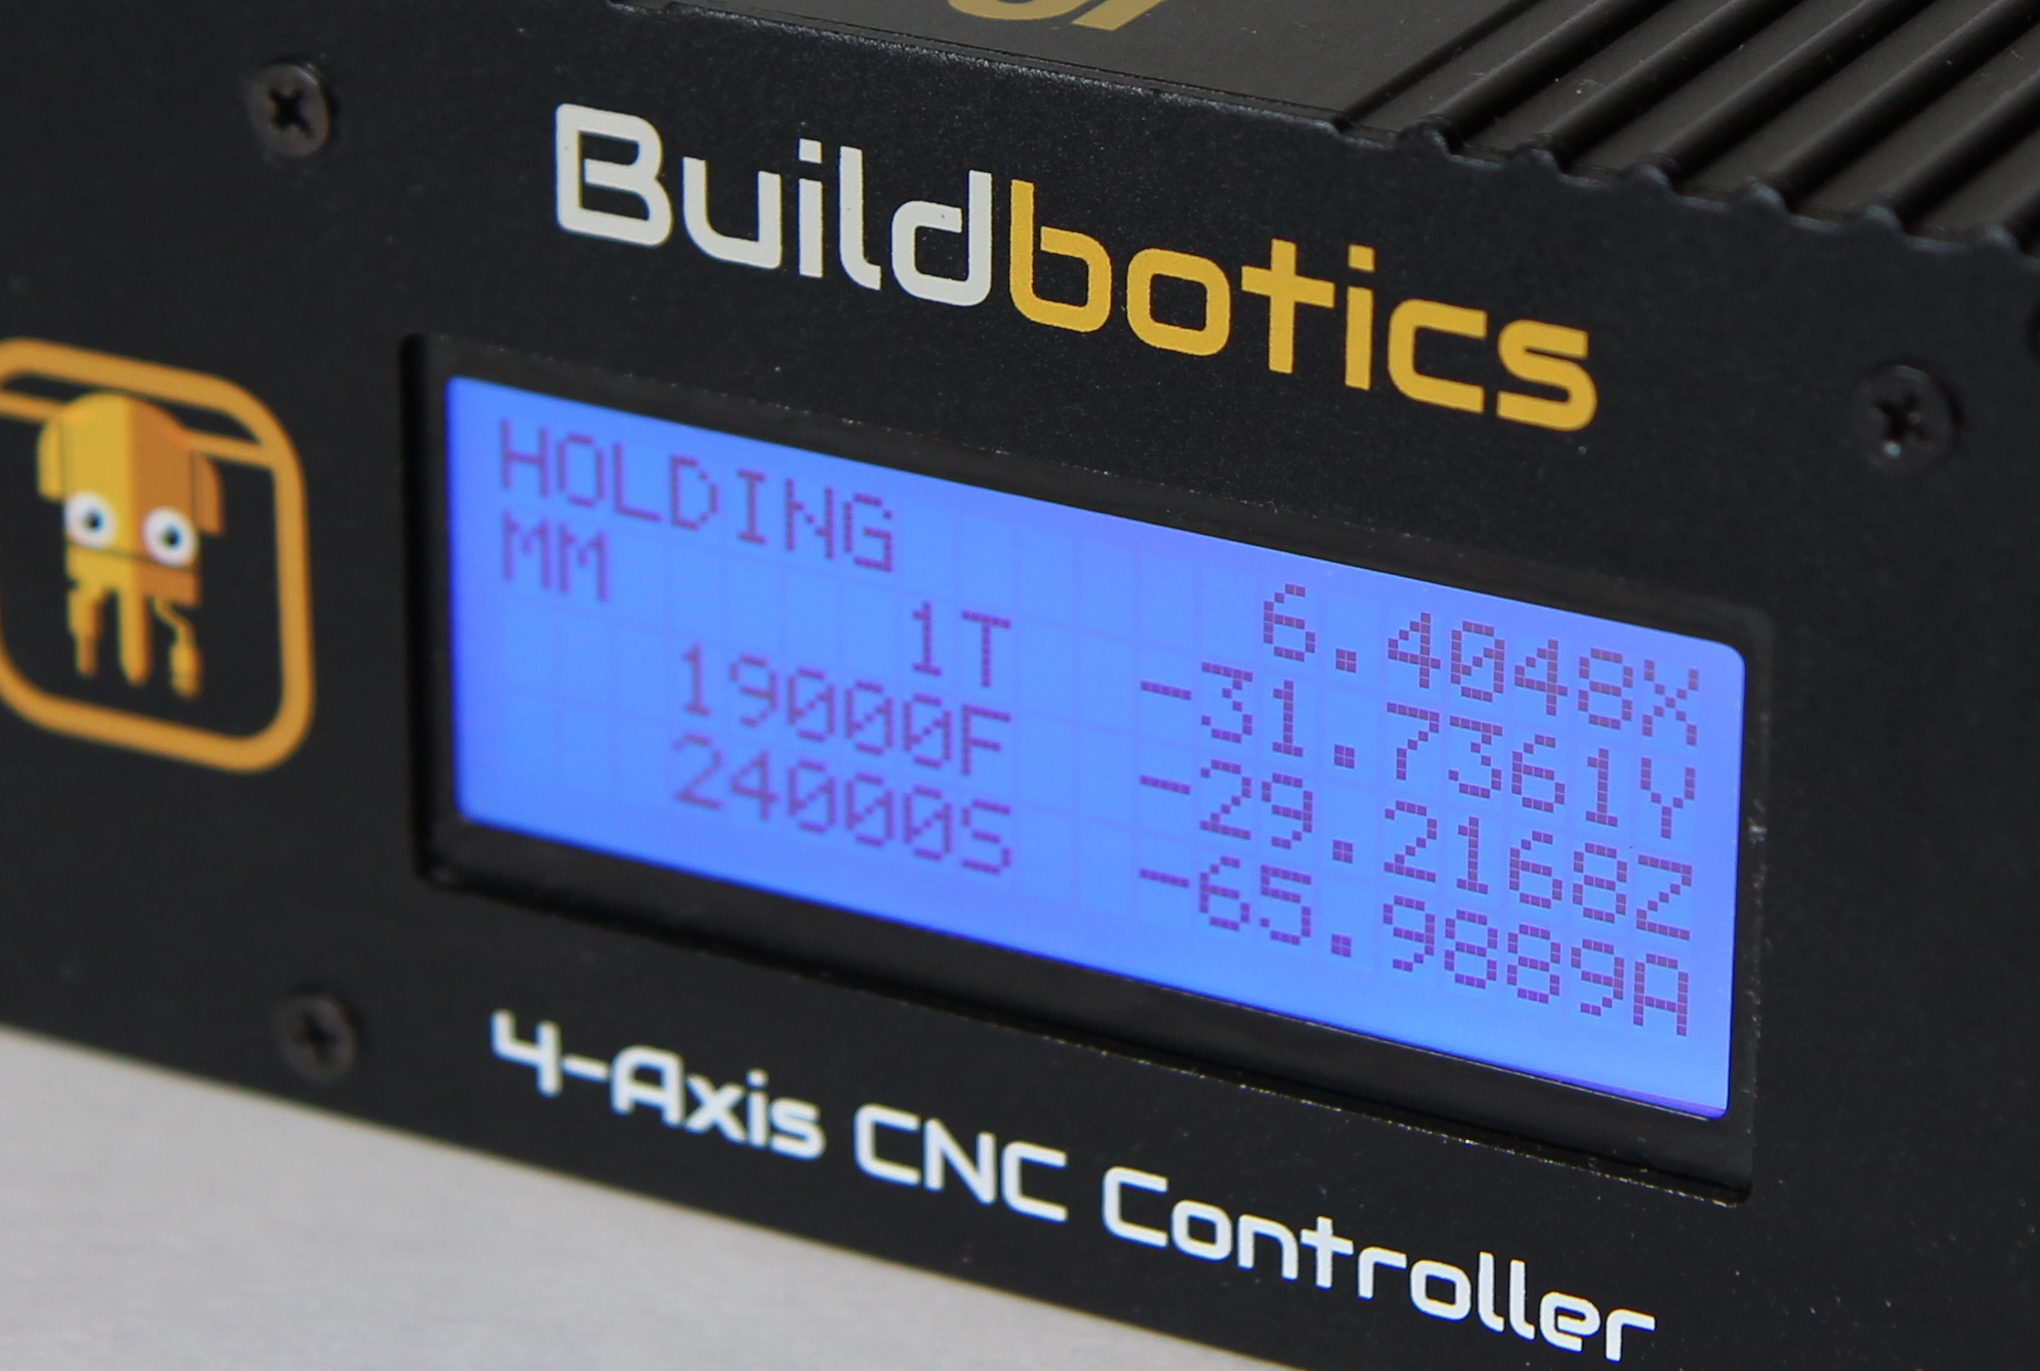 Buildbotics
HOLDING 6.4048X
MM 1T -31.7361Y
19000F -29.2168Z
24000S -65.9889A
4-Axis CNC Controller